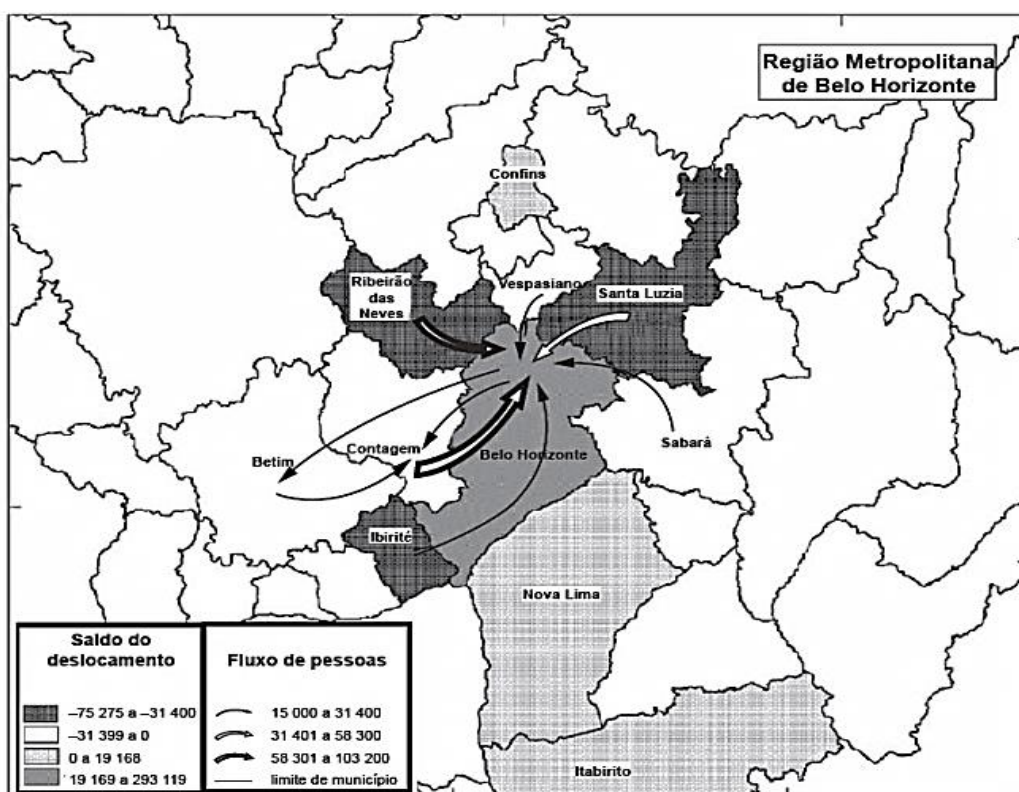 Região Metropolitana
de Belo Horizonte
Confins
Ribeirão
das
Neves
Vespasiano
Santa Luzia
Contagem
Betim
Belo Horizonte
Sabará
Ibirité
Nova Lima
Itabirito
Saldo do
deslocamento
–75 275 a –31 400
–31 399 a 0
0 a 19 168
19 169 a 293 119
Fluxo de pessoas
15 000 a 31 400
31 401 a 58 300
58 301 a 103 200
limite de município